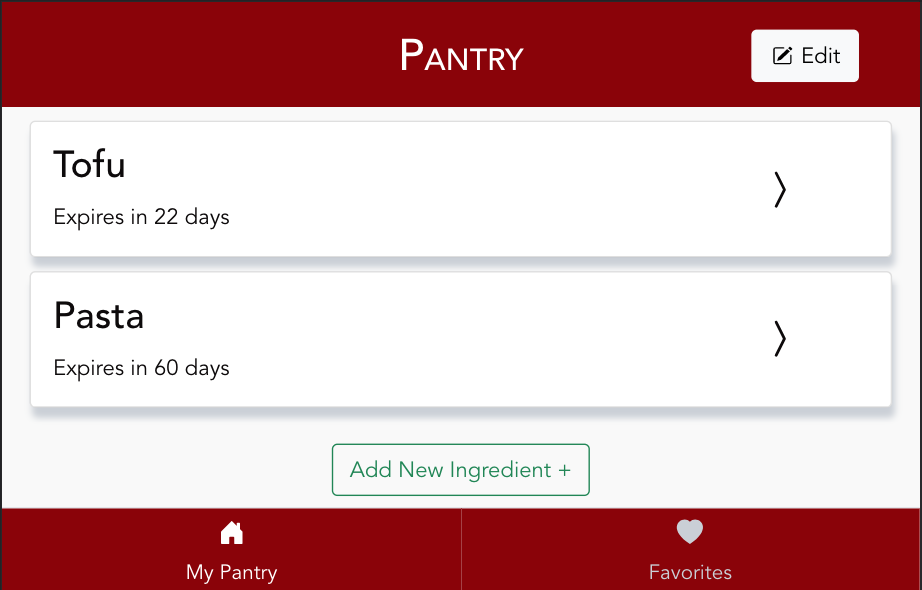 Pantry
Edit
Tofu
Expires in 22 days
Pasta
Expires in 60 days
Add New Ingredient +
My Pantry
Favorites